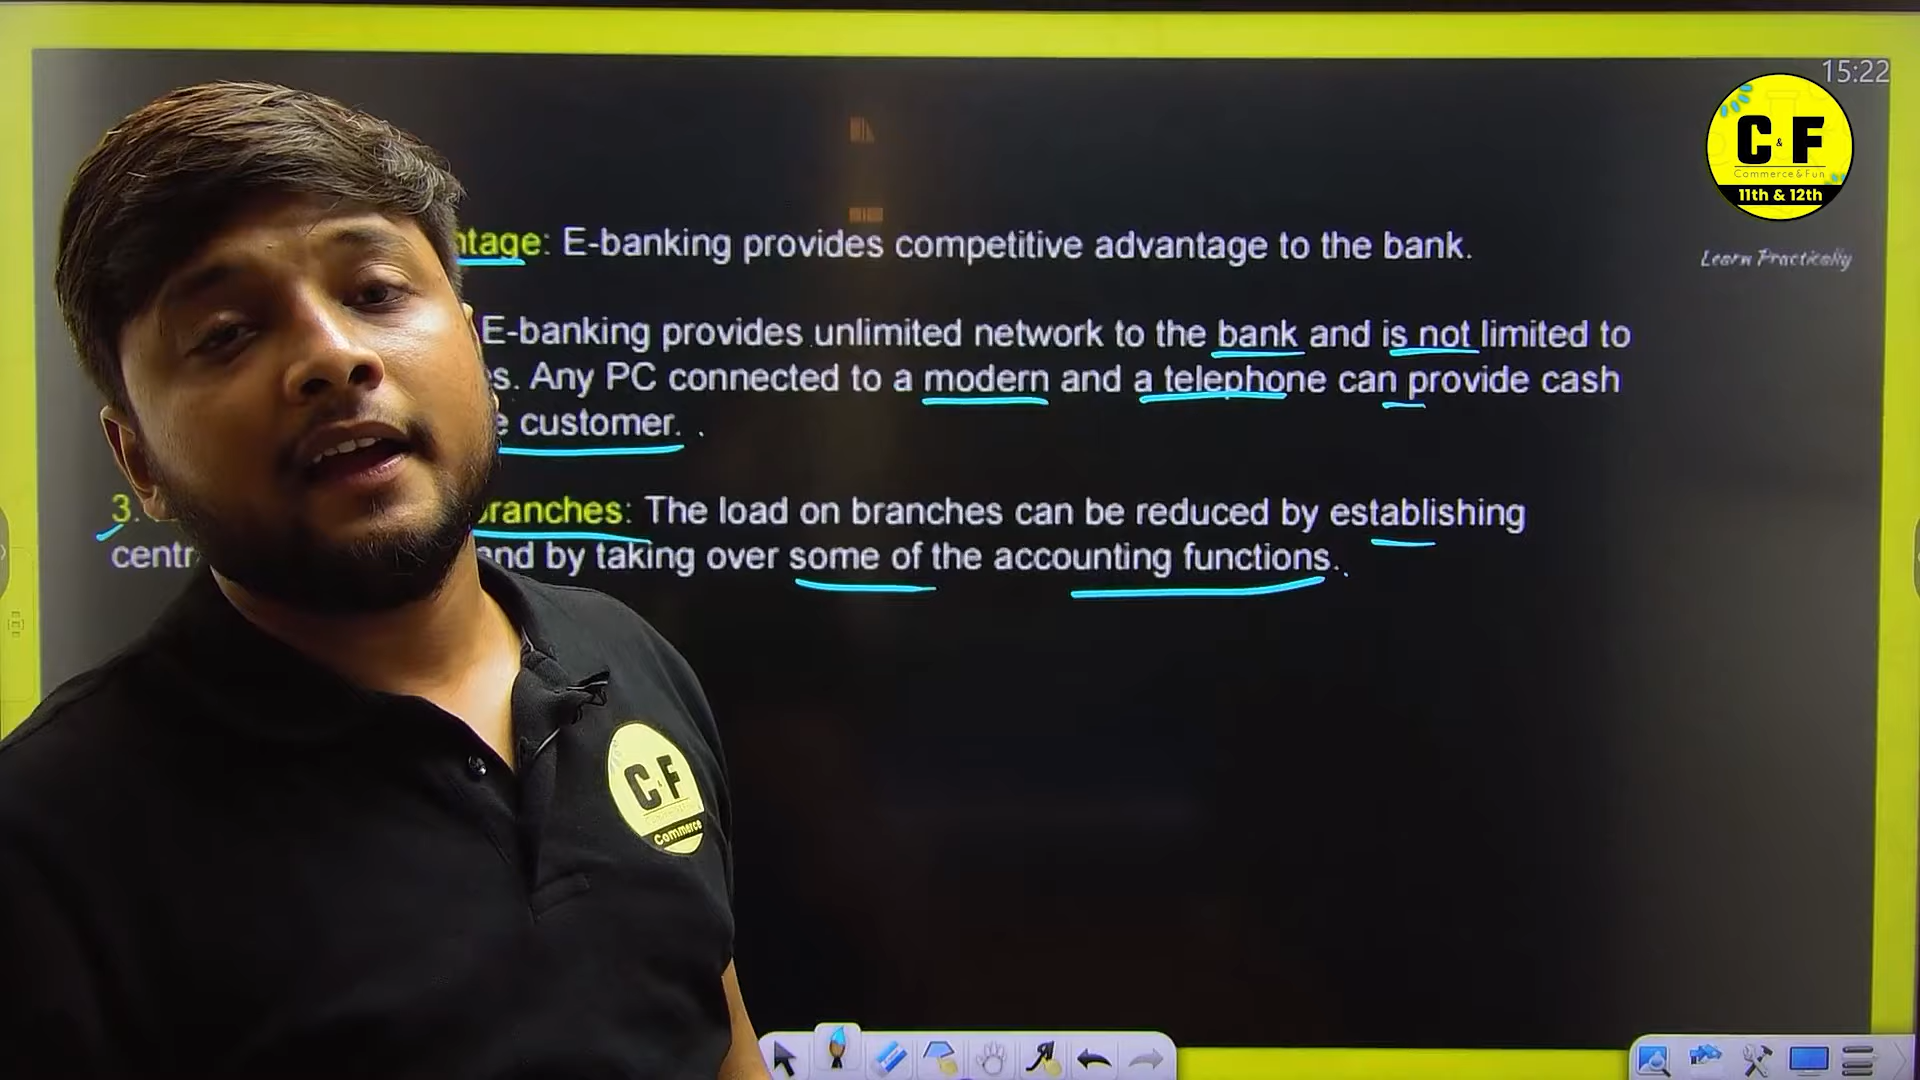 15:22
C & F
Commerce & Fun
11th & 12th
Learn Practically
ntage: E-banking provides competitive advantage to the bank.
E-banking provides unlimited network to the bank and is not limited to
s. Any PC connected to a modern and a telephone can provide cash
e customer.
3. branches: The load on branches can be reduced by establishing
centr and by taking over some of the accounting functions.
C & F
Commerce